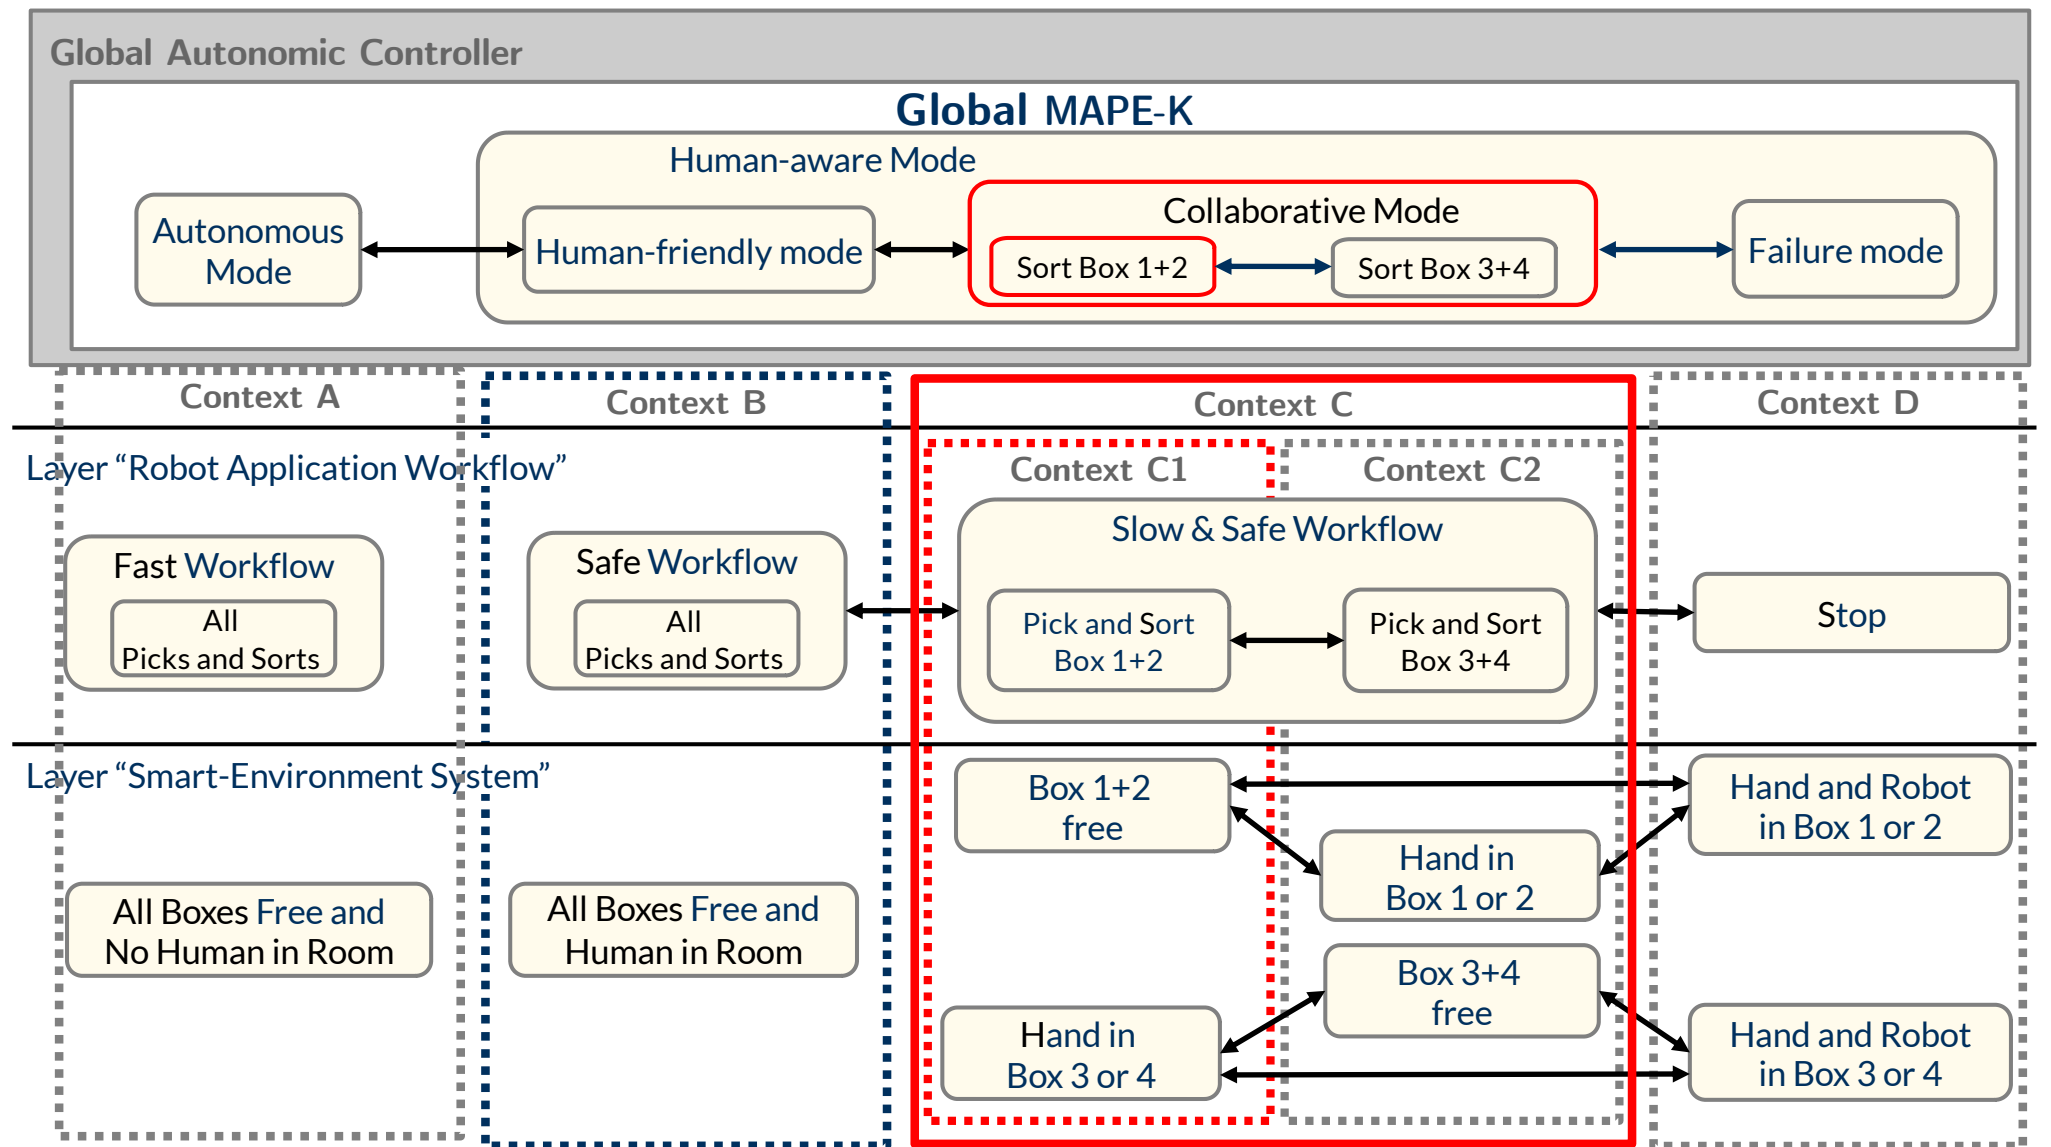 Global Autonomic Controller
Global MAPE-K
Human-aware Mode
Autonomous
Mode
Human-friendly mode
Collaborative Mode
Sort Box 1+2
Sort Box 3+4
Failure mode
Context A
Context B
Context C
Context D
Layer “Robot Application Workflow”
Context C1
Context C2
Fast Workflow
All
Picks and Sorts
Safe Workflow
All
Picks and Sorts
Slow & Safe Workflow
Pick and Sort
Box 1+2
Pick and Sort
Box 3+4
Stop
Layer “Smart-Environment System”
All Boxes Free and
No Human in Room
All Boxes Free and
Human in Room
Box 1+2
free
Hand in
Box 1 or 2
Box 3+4
free
Hand in
Box 3 or 4
Hand and Robot
in Box 1 or 2
Hand and Robot
in Box 3 or 4